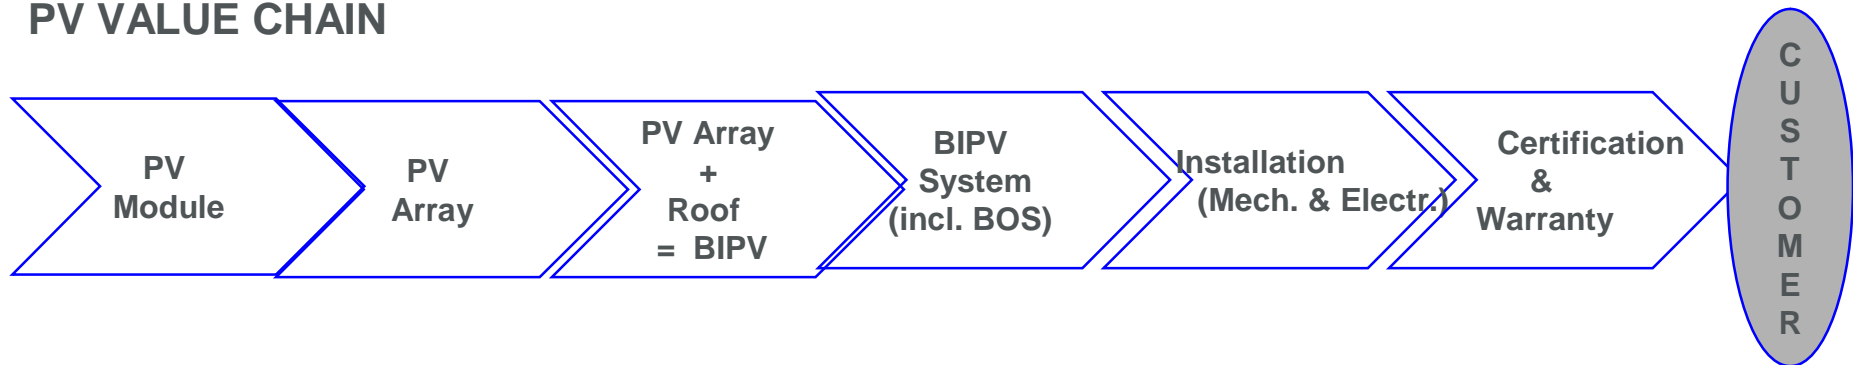 PV VALUE CHAIN
PV
Module
PV
Array
PV Array
+
Roof
= BIPV
BIPV
System
(incl. BOS)
Installation
(Mech. & Electr.)
Certification
&
Warranty
C
U
S
T
O
M
E
R